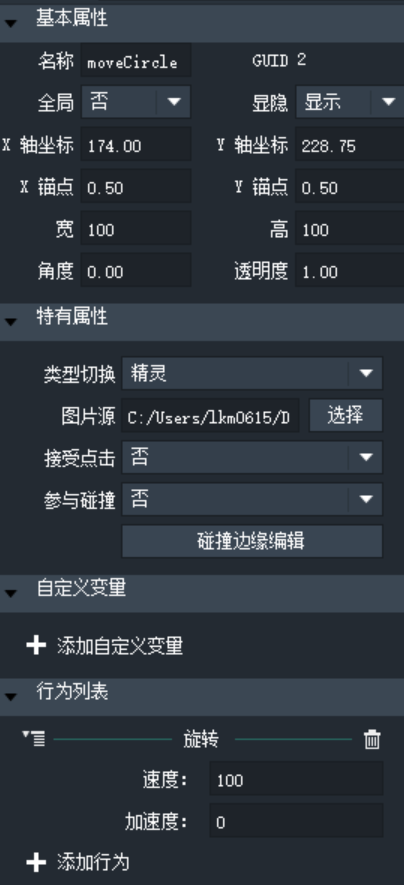 基本属性
名称 moveCircle GUID 2
全局 否 显隐 显示
X 轴坐标 174.00 Y 轴坐标 228.75
X 锚点 0.50 Y 锚点 0.50
宽 100 高 100
角度 0.00 透明度 1.00
特有属性
类型切换 精灵
图片源 C:/Users/lkm0615/D 选择
接受点击 否
参与碰撞 否
碰撞边缘编辑
自定义变量
添加自定义变量
行为列表
旋转
速度： 100
加速度： 0
添加行为